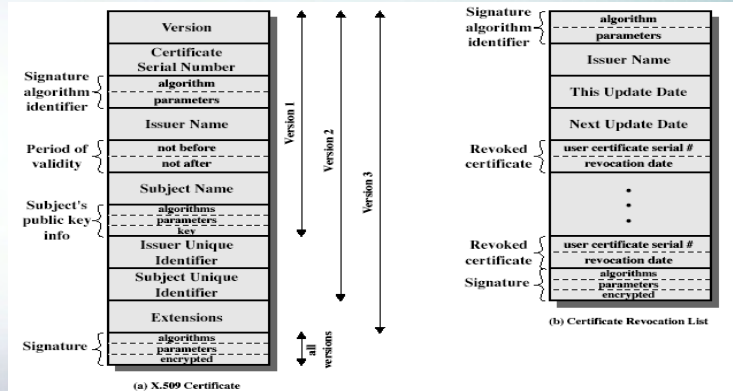 Version
Certificate
Serial Number
Signature
algorithm
identifier
algorithm
parameters
Issuer Name
Period of
validity
not before
not after
Subject Name
Subject's
public key
info
algorithms
parameters
key
Issuer Unique
Identifier
Subject Unique
Identifier
Extensions
Signature
algorithms
parameters
encrypted
Version 1
Version 2
Version 3
all
versions
(a) X.509 Certificate
Signature
algorithm
identifier
algorithm
parameters
Issuer Name
This Update Date
Next Update Date
Revoked
certificate
user certificate serial #
revocation date
•
•
•
Revoked
certificate
user certificate serial #
revocation date
Signature
algorithms
parameters
encrypted
(b) Certificate Revocation List